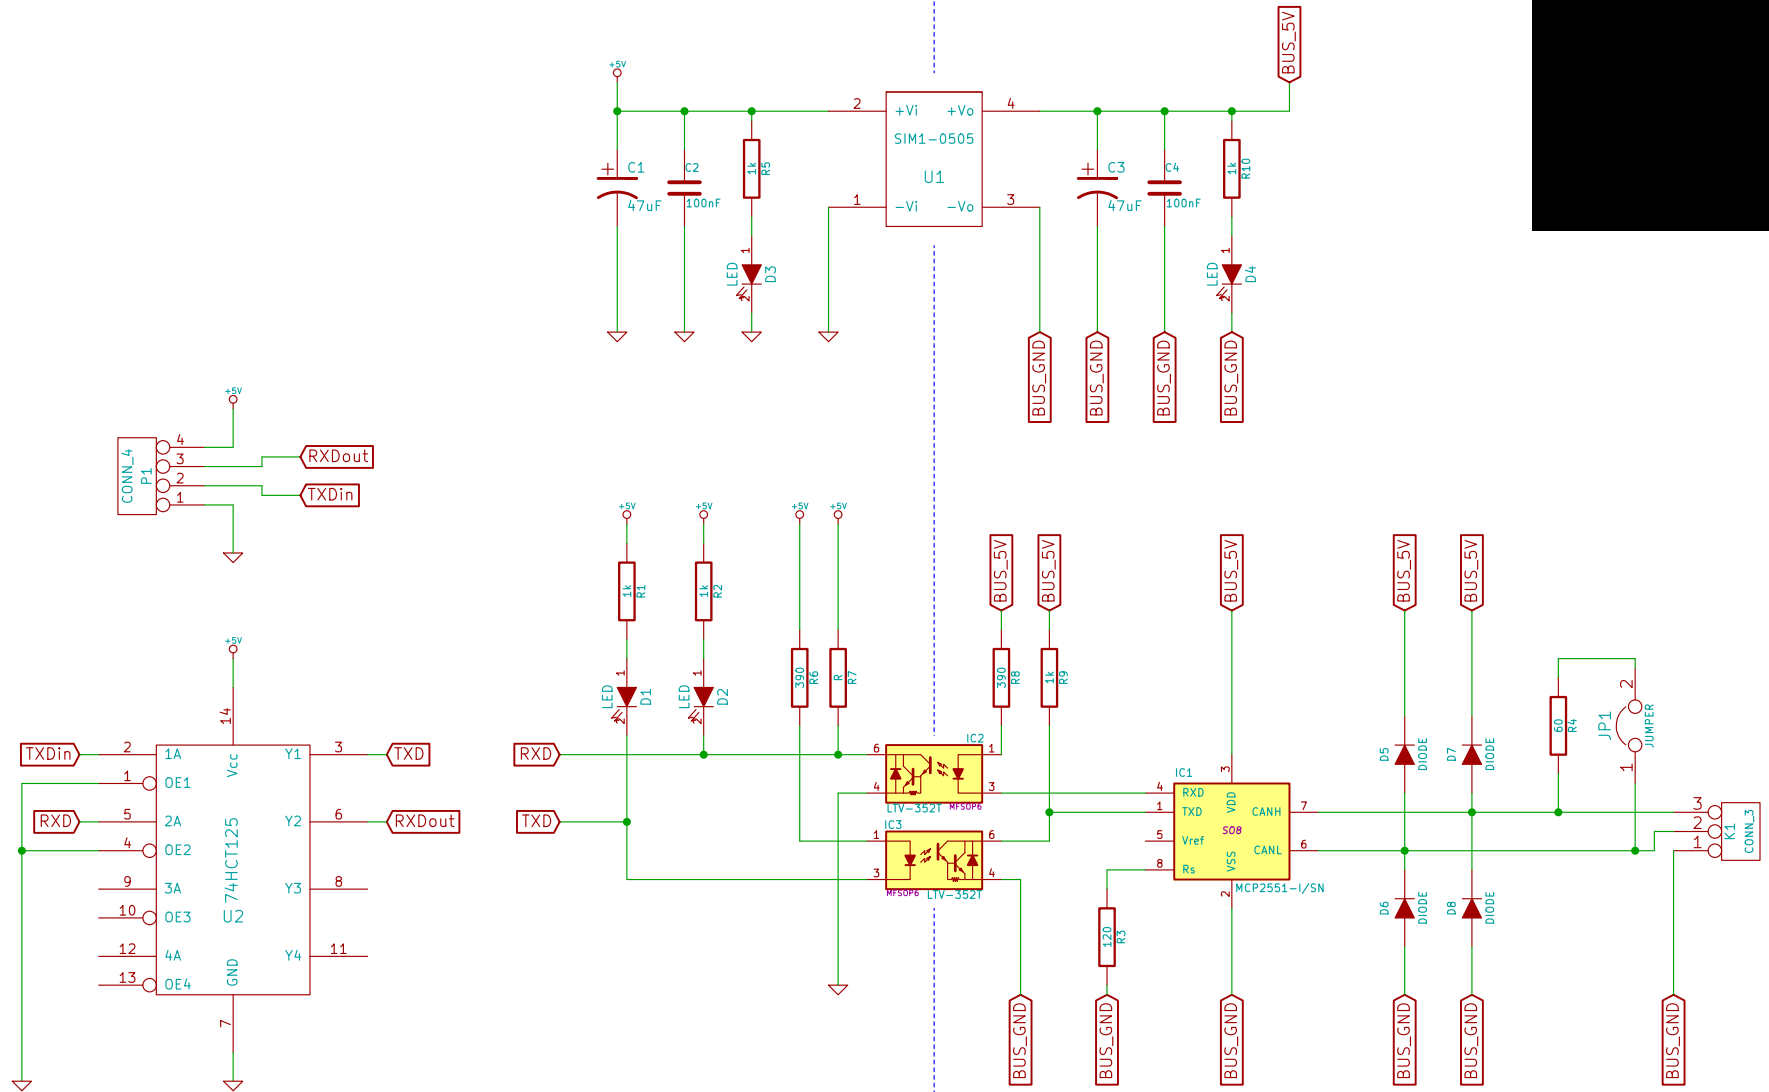 BUS_5V
+5V
2 +Vi +Vo 4
SIM1-0505
U1
1 -Vi -Vo 3
C1
47uF
C2
100nF
1k R5
LED 1 2 D3
C3
47uF
C4
100nF
1k R10
LED 1 2 D4
BUS_GND BUS_GND BUS_GND BUS_GND
+5V
CONN_4 P1
4
3 RXDout
2 TXDin
1
+5V +5V +5V +5V
BUS_5V BUS_5V BUS_5V BUS_5V BUS_5V
1k R1
1k R2
390 R6
R R7
390 R8
1k R9
LED 1 2 D1
LED 1 2 D2
60 R4
JP1 2 1 JUMPER
D5 DIODE
D7 DIODE
+5V
14
Vcc
TXDin 2 1A Y1 3 TXD
1 OE1
RXD 5 2A Y2 6 RXDout
4 OE2
74HCT125
U2
9 3A Y3 8
10 OE3
12 4A Y4 11
13 OE4
GND
7
RXD
TXD
IC2
6 1
4 3
LTV-352T MFSOP6
IC3
1 6
3 4
MFSOP6 LTV-352T
IC1
3
VDD
4 RXD
1 TXD CANH 7
SO8
5 Vref
CANL 6
8 Rs
VSS
2
MCP2551-I/SN
120 R3
D6 DIODE
D8 DIODE
3
2
1
K1
CONN_3
BUS_GND BUS_GND BUS_GND BUS_GND BUS_GND BUS_GND